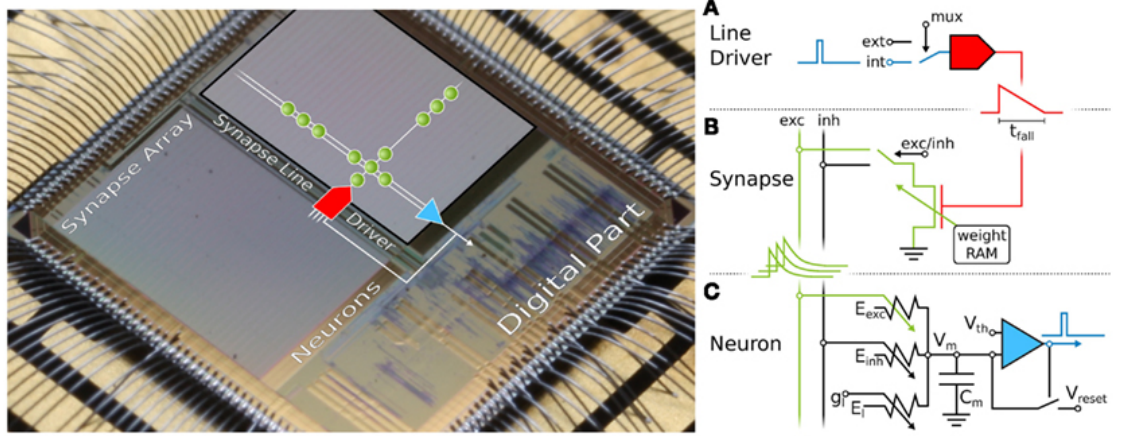 Synapse Array
Synapse Line
Driver
Neurons
Digital Part
A
Line
Driver
ext
int
mux
t_fall
B
exc inh
Synapse
exc/inh
weight
RAM
C
Neuron
E_exc
E_inh
g_l
E_l
V_m
C_m
V_th
V_reset